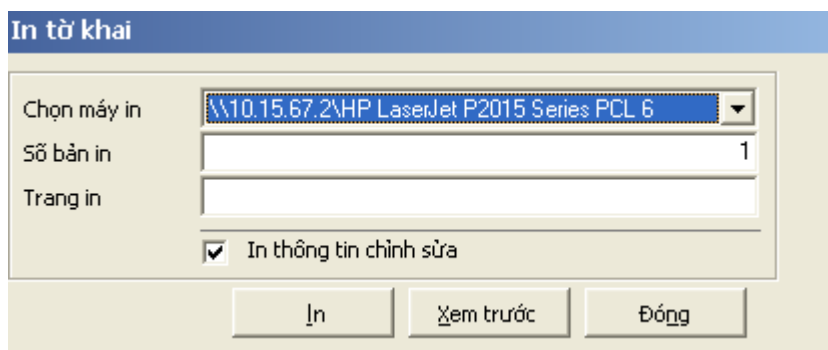 In tờ khai
Chọn máy in \\10.15.67.2\HP LaserJet P2015 Series PCL 6
Số bản in 1
Trang in
In thông tin chỉnh sửa
In Xem trước Đóng